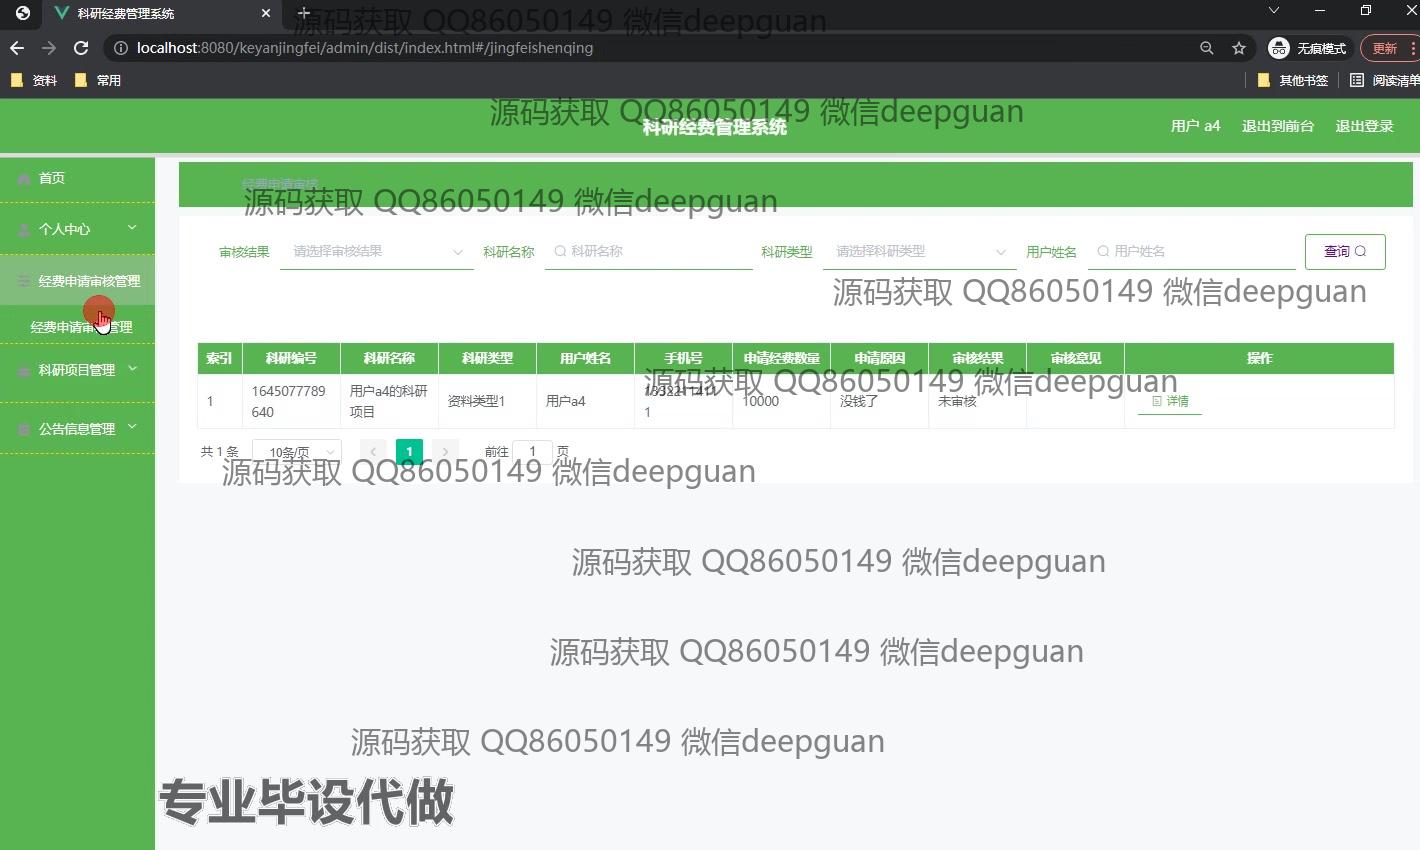 科研经费管理系统
源码获取 QQ86050149 微信deepguan
localhost:8080/keyanjingfei/admin/dist/index.html#/jingfeishenqing
无痕模式
更新
资料
常用
其他书签
阅读清单
源码获取 QQ86050149 微信deepguan
科研经费管理系统
用户 a4
退出到前台
退出登录
首页
个人中心
经费申请审核管理
经费申请审核管理
科研项目管理
公告信息管理
经费申请审核
源码获取 QQ86050149 微信deepguan
审核结果 请选择审核结果 科研名称 科研名称 科研类型 请选择科研类型 用户姓名 用户姓名 查询
源码获取 QQ86050149 微信deepguan
索引 科研编号 科研名称 科研类型 用户姓名 手机号 申请经费数量 申请原因 审核结果 审核意见 操作
源码获取 QQ86050149 微信deepguan
1 1645077789640 用户a4的科研项目 资料类型1 用户a4 13322114111 10000 没钱了 未审核 详情
共 1 条 10条/页 1 前往 1 页
源码获取 QQ86050149 微信deepguan
源码获取 QQ86050149 微信deepguan
源码获取 QQ86050149 微信deepguan
源码获取 QQ86050149 微信deepguan
专业毕设代做